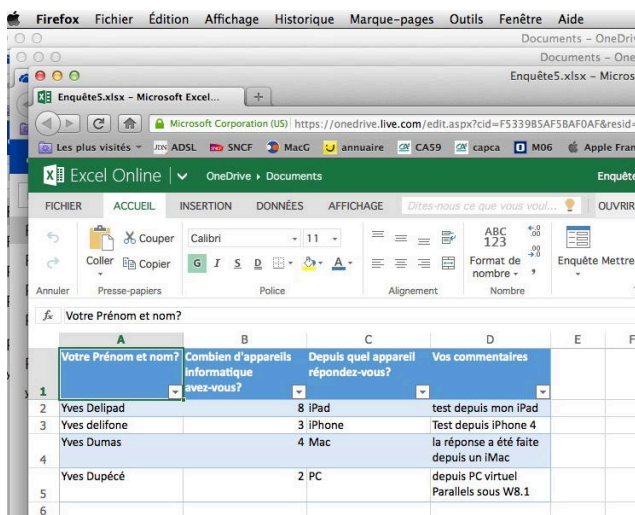 Firefox Fichier Édition Affichage Historique Marque-pages Outils Fenêtre Aide
Documents – OneDri
Documents – One
Enquête5.xlsx – Micros
Enquête5.xlsx – Microsoft Excel...
Microsoft Corporation (US) https://onedrive.live.com/edit.aspx?cid=F5339B5AF5BAF0AF&resid=
Les plus visités JDN ADSL SNCF MacG annuaire CA59 capca M06 Apple Fran
Excel Online OneDrive Documents Enquête
FICHIER ACCUEIL INSERTION DONNÉES AFFICHAGE Dites-nous ce que vous voul... OUVRIR
Couper Calibri 11 ABC
Coller Copier G I S D A 123 Format de nombre Enquête Mettre
Annuler Presse-papiers Police Alignement Nombre
fx Votre Prénom et nom?
A B C D E F
1 Votre Prénom et nom? Combien d'appareils informatique avez-vous? Depuis quel appareil répondez-vous? Vos commentaires
2 Yves Delipad 8 iPad test depuis mon iPad
3 Yves delifone 3 iPhone Test depuis iPhone 4
4 Yves Dumas 4 Mac la réponse a été faite depuis un iMac
5 Yves Dupécé 2 PC depuis PC virtuel Parallels sous W8.1
6